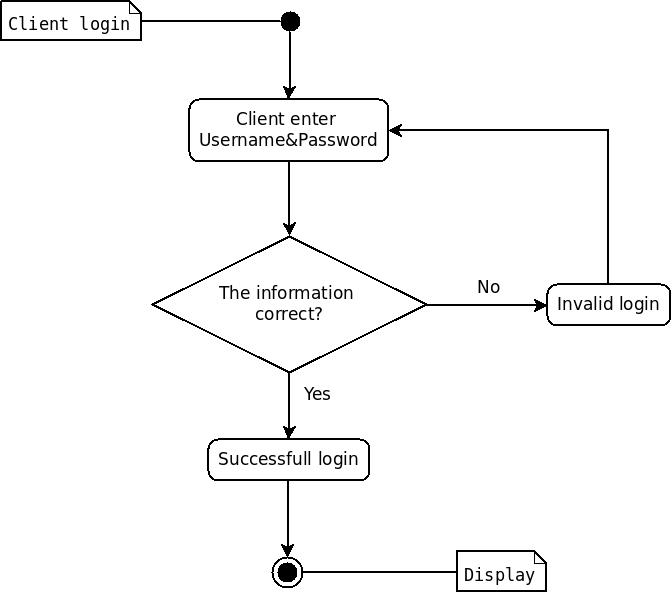 Client login
Client enter
Username&Password
The information
correct?
No
Invalid login
Yes
Successfull login
Display